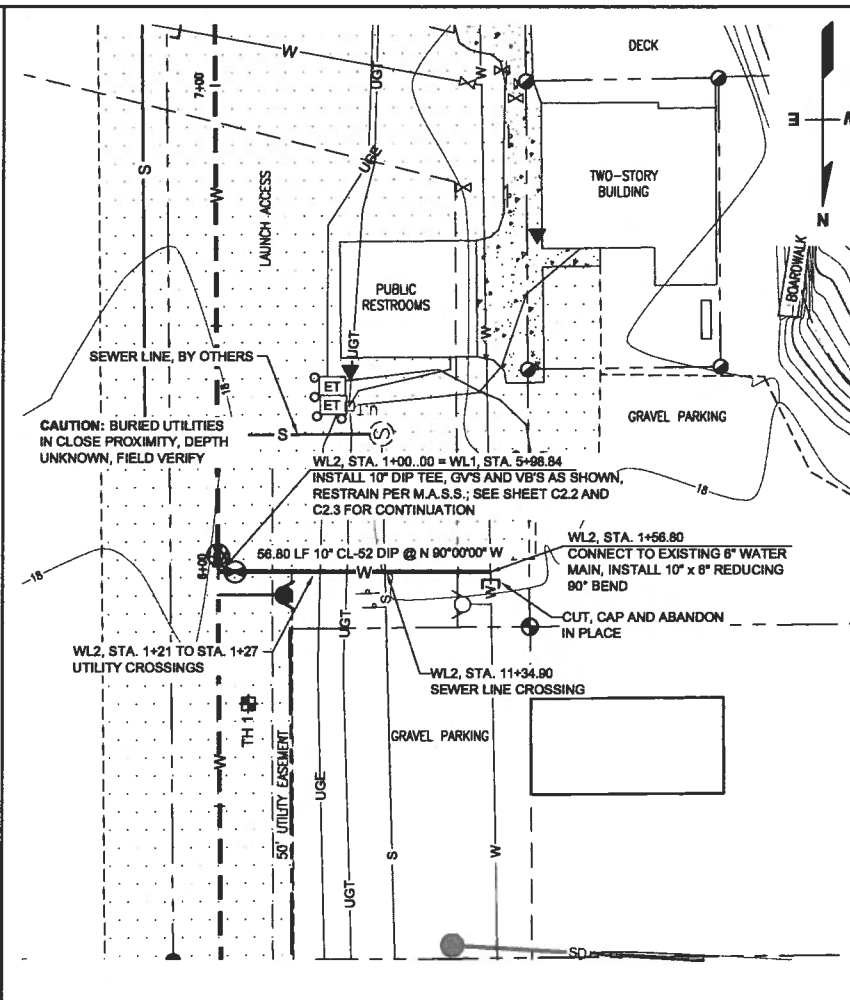 DECK
W
W
UGT
7+00
UGE
S
W
LAUNCH ACCESS
TWO-STORY
BUILDING
E
N
BOARDWALK
PUBLIC
RESTROOMS
W
UGT
SEWER LINE, BY OTHERS
18
ET
ET
GRAVEL PARKING
CAUTION: BURIED UTILITIES
IN CLOSE PROXIMITY, DEPTH
UNKNOWN, FIELD VERIFY
S
(S)
WL2, STA. 1+00..00 = WL1, STA. 5+98.84
INSTALL 10" DIP TEE, GV'S AND VB'S AS SHOWN,
RESTRAIN PER M.A.S.S.; SEE SHEET C2.2 AND
C2.3 FOR CONTINUATION
18
WL2, STA. 1+56.80
CONNECT TO EXISTING 6" WATER
MAIN, INSTALL 10" x 6" REDUCING
90° BEND
6+00
56.80 LF 10" CL-52 DIP @ N 90°00'00" W
W
18
S
W
CUT, CAP AND ABANDON
IN PLACE
UGT
WL2, STA. 1+21 TO STA. 1+27
UTILITY CROSSINGS
WL2, STA. 11+34.90
SEWER LINE CROSSING
TH 1
GRAVEL PARKING
W
50' UTILITY EASEMENT
UGE
UGT
S
W
SD